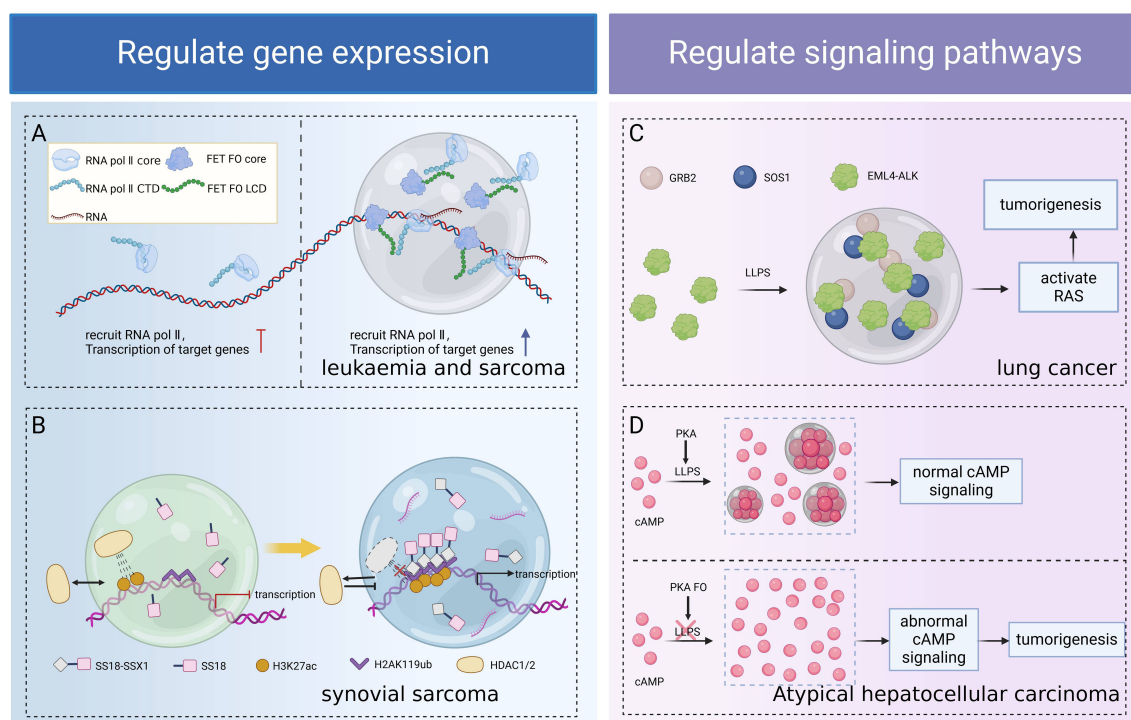 Regulate gene expression
Regulate signaling pathways
A
RNA pol Ⅱ core
FET FO core
RNA pol Ⅱ CTD
FET FO LCD
RNA
recruit RNA pol Ⅱ,
Transcription of target genes
recruit RNA pol Ⅱ,
Transcription of target genes
leukaemia and sarcoma
B
transcription
transcription
SS18-SSX1
SS18
H3K27ac
H2AK119ub
HDAC1/2
synovial sarcoma
C
GRB2
SOS1
EML4-ALK
LLPS
tumorigenesis
activate
RAS
lung cancer
D
PKA
LLPS
cAMP
normal cAMP
signaling
PKA FO
LLPS
cAMP
abnormal
cAMP
signaling
tumorigenesis
Atypical hepatocellular carcinoma